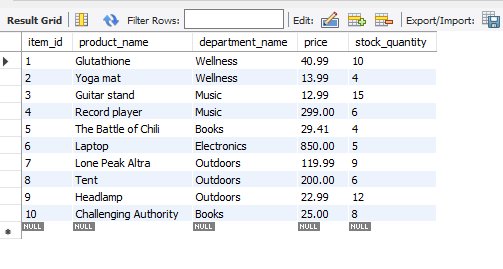 Result Grid Filter Rows: Edit: Export/Import:
item_id product_name department_name price stock_quantity
1 Glutathione Wellness 40.99 10
2 Yoga mat Wellness 13.99 4
3 Guitar stand Music 12.99 15
4 Record player Music 299.00 6
5 The Battle of Chili Books 29.41 4
6 Laptop Electronics 850.00 5
7 Lone Peak Altra Outdoors 119.99 9
8 Tent Outdoors 200.00 6
9 Headlamp Outdoors 22.99 12
10 Challenging Authority Books 25.00 8
NULL NULL NULL NULL NULL